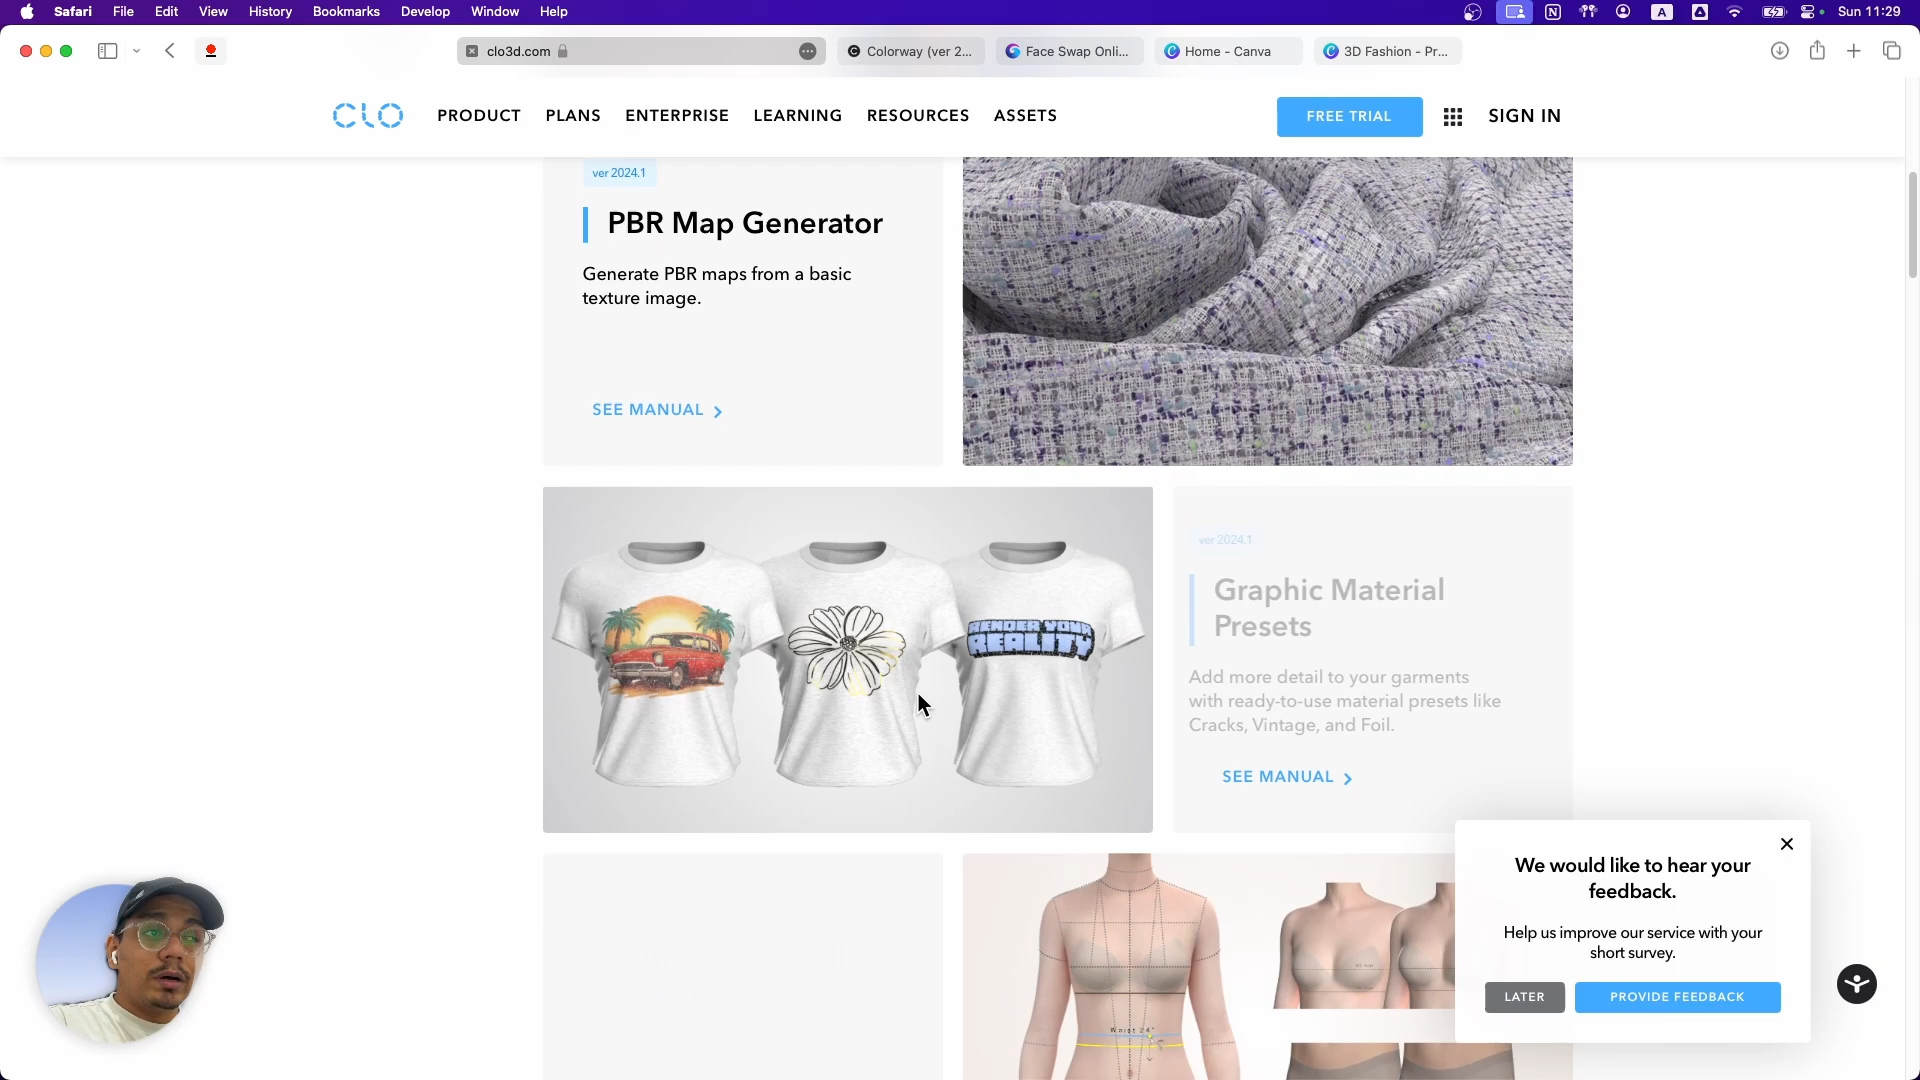 Safari File Edit View History Bookmarks Develop Window Help
A
Sun 11:29
clo3d.com
Colorway (ver 2...
Face Swap Onli...
Home - Canva
3D Fashion - Pr...
CLO
PRODUCT PLANS ENTERPRISE LEARNING RESOURCES ASSETS
FREE TRIAL
SIGN IN
ver 2024.1
PBR Map Generator
Generate PBR maps from a basic
texture image.
SEE MANUAL
RENDER YOUR
REALITY
ver 2024.1
Graphic Material
Presets
Add more detail to your garments
with ready-to-use material presets like
Cracks, Vintage, and Foil.
SEE MANUAL
Waist 24"
We would like to hear your
feedback.
Help us improve our service with your
short survey.
LATER
PROVIDE FEEDBACK